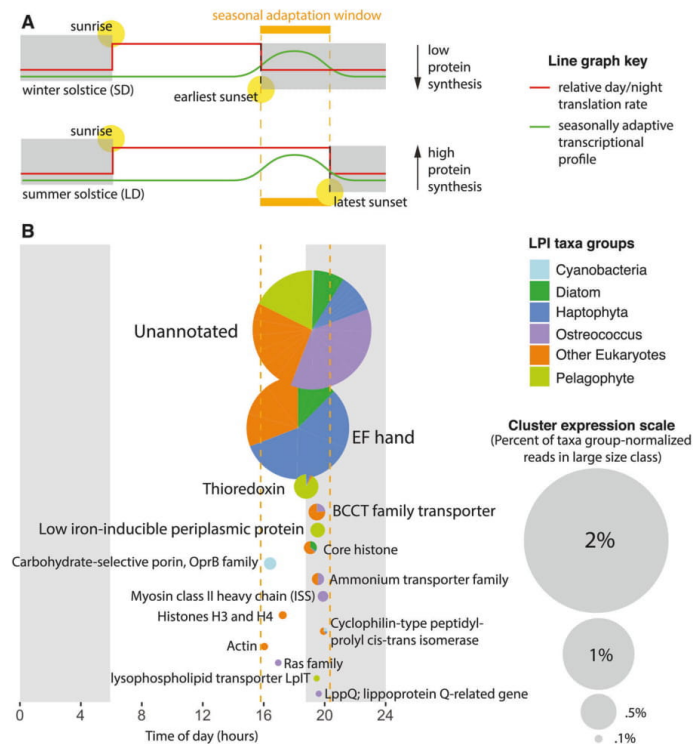 A
seasonal adaptation window
sunrise
winter solstice (SD)
earliest sunset
low
protein
synthesis
sunrise
summer solstice (LD)
latest sunset
high
protein
synthesis
Line graph key
relative day/night
translation rate
seasonally adaptive
transcriptional
profile
B
Unannotated
EF hand
Thioredoxin
BCCT family transporter
Low iron-inducible periplasmic protein
Core histone
Carbohydrate-selective porin, OprB family
Ammonium transporter family
Myosin class II heavy chain (ISS)
Histones H3 and H4
Cyclophilin-type peptidyl-
prolyl cis-trans isomerase
Actin
Ras family
lysophospholipid transporter LplT
LppQ; lippoprotein Q-related gene
0
4
8
12
16
20
24
Time of day (hours)
LPI taxa groups
Cyanobacteria
Diatom
Haptophyta
Ostreococcus
Other Eukaryotes
Pelagophyte
Cluster expression scale
(Percent of taxa group-normalized
reads in large size class)
2%
1%
.5%
.1%